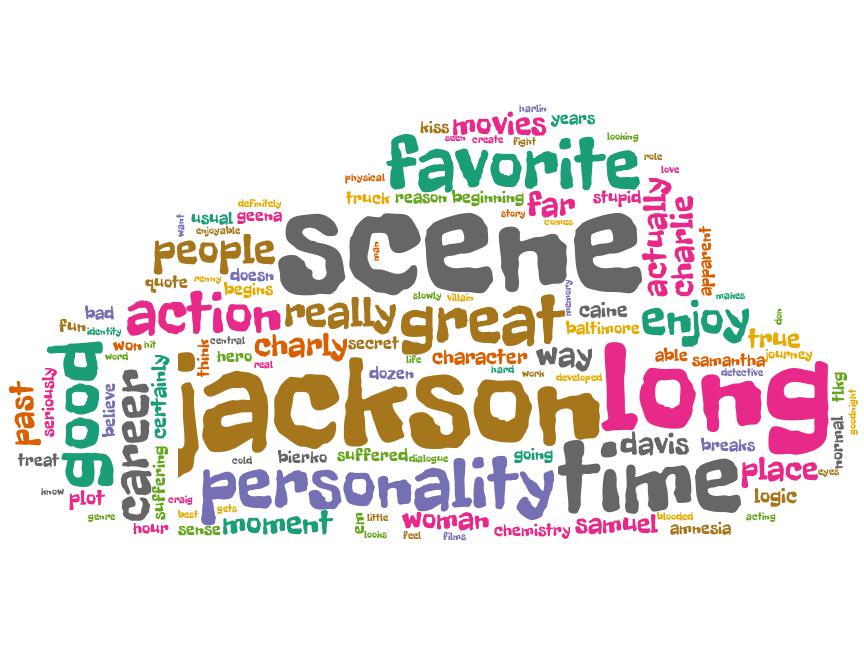 harlin
kiss
movies
years
seen
create
fight
looking
favorite
role
love
physical
truck
reason
beginning
far
stupid
actually
charlie
definitely
want
usual
geena
enjoyable
story
comes
scene
man
people
apparent
quote
renny
doesn
begins
memory
makes
slowly
villain
bad
fun
identity
action
really
great
caine
baltimore
enjoy
don
true
won
hit
word
central
think
hero
real
charly
secret
life
character
way
able
samantha
journey
hard
work
developed
detective
dozen
good
past
seriously
believe
career
certainly
suffering
jackson
long
tlkg
goodnight
normal
treat
cold
bierko
suffered
dialogue
going
time
davis
breaks
place
eyes
know
plot
craig
personality
logic
genre
hour
best
gets
sense
moment
em
little
looks
woman
feel
films
chemistry
samuel
blooded
amnesia
acting